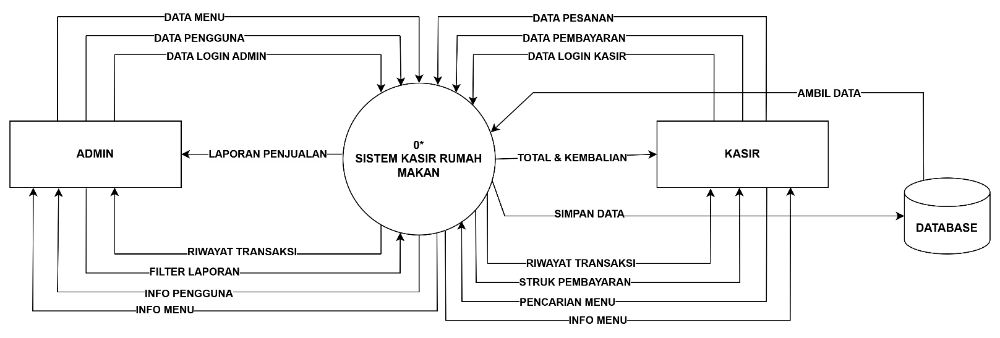 DATA MENU
DATA PESANAN
DATA PENGGUNA
DATA PEMBAYARAN
DATA LOGIN ADMIN
DATA LOGIN KASIR
AMBIL DATA
ADMIN
LAPORAN PENJUALAN
0*
SISTEM KASIR RUMAH
MAKAN
TOTAL & KEMBALIAN
KASIR
SIMPAN DATA
DATABASE
RIWAYAT TRANSAKSI
RIWAYAT TRANSAKSI
FILTER LAPORAN
STRUK PEMBAYARAN
INFO PENGGUNA
PENCARIAN MENU
INFO MENU
INFO MENU